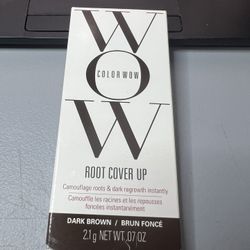 WOW
COLOR WOW
ROOT COVER UP
Camouflage roots & dark regrowth instantly
Camoufle les racines et les repousses
foncées instantanément
DARK BROWN / BRUN FONCÉ
2.1 g NET WT. .07 OZ